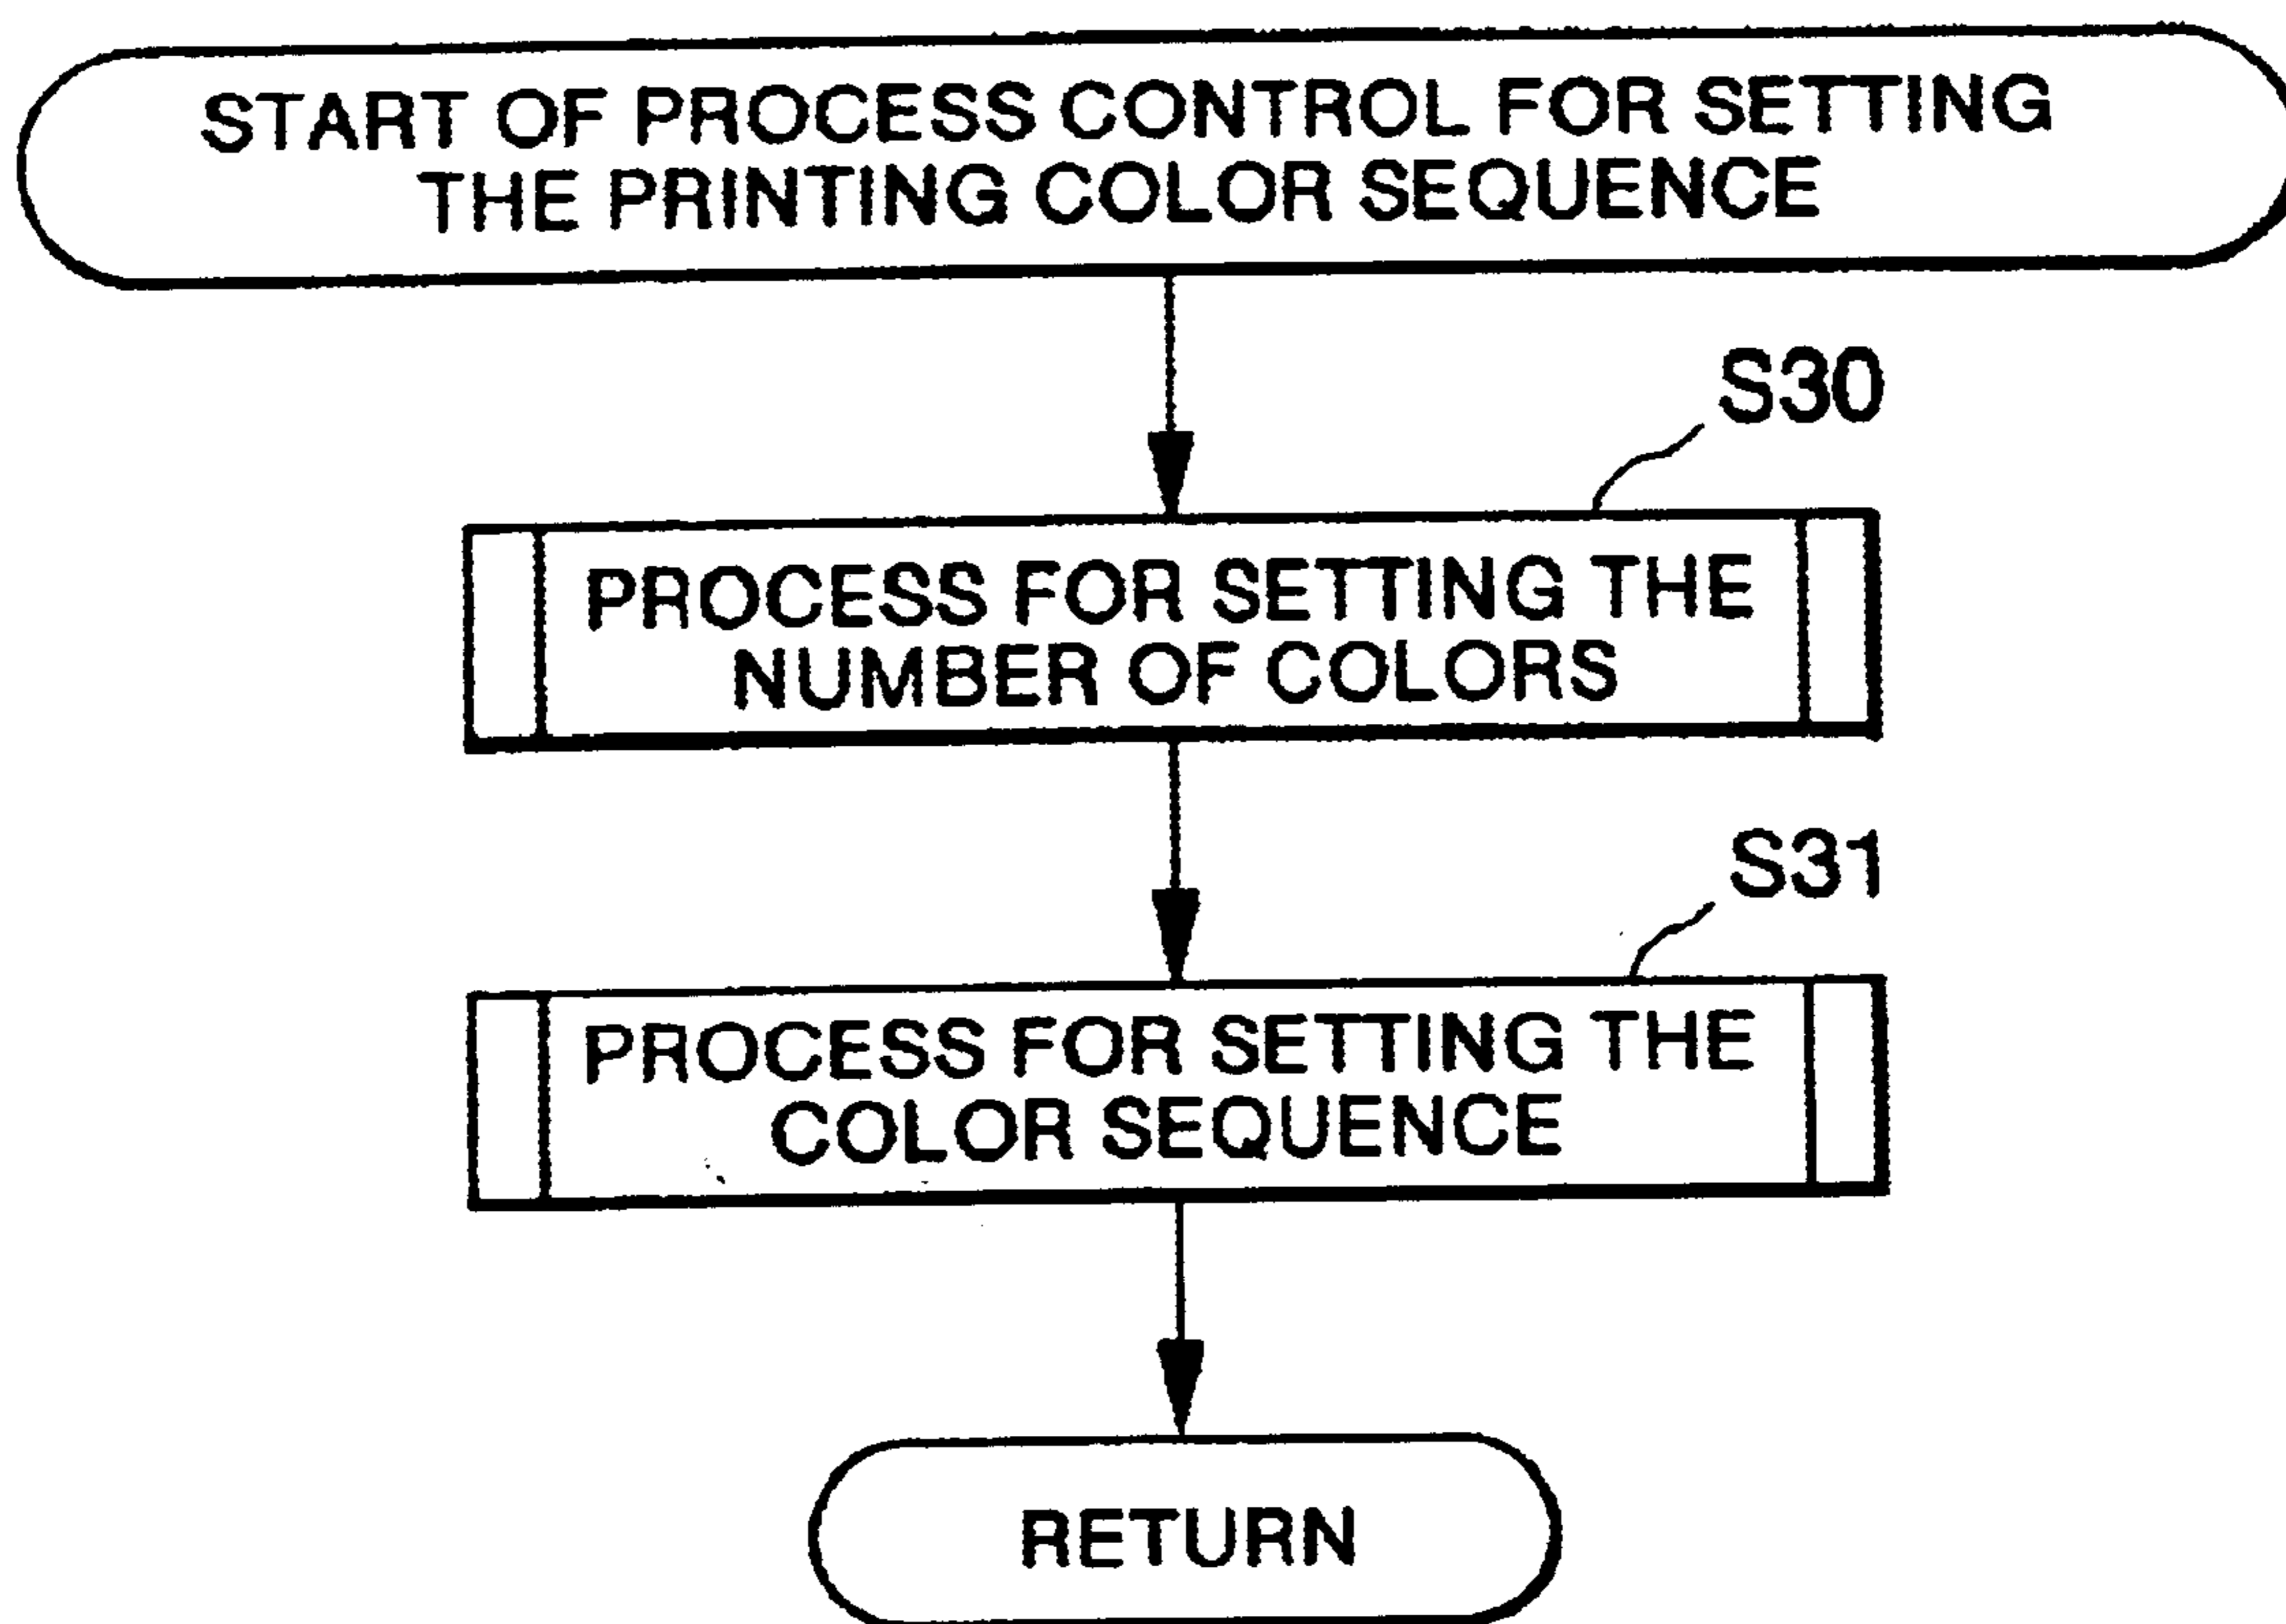 START OF PROCESS CONTROL FOR SETTING
THE PRINTING COLOR SEQUENCE
S30
PROCESS FOR SETTING THE
NUMBER OF COLORS
S31
PROCESS FOR SETTING THE
COLOR SEQUENCE
RETURN